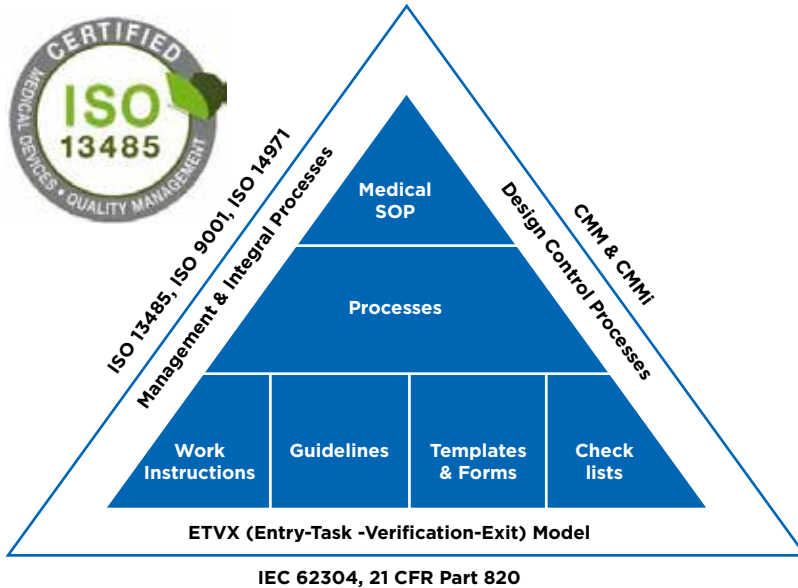 CERTIFIED
MEDICAL DEVICES • QUALITY MANAGEMENT
ISO
13485
ISO 13485, ISO 9001, ISO 14971
Management & Integral Processes
CMM & CMMi
Design Control Processes
Medical
SOP
Processes
Work
Instructions
Guidelines
Templates
& Forms
Check
lists
ETVX (Entry-Task -Verification-Exit) Model
IEC 62304, 21 CFR Part 820